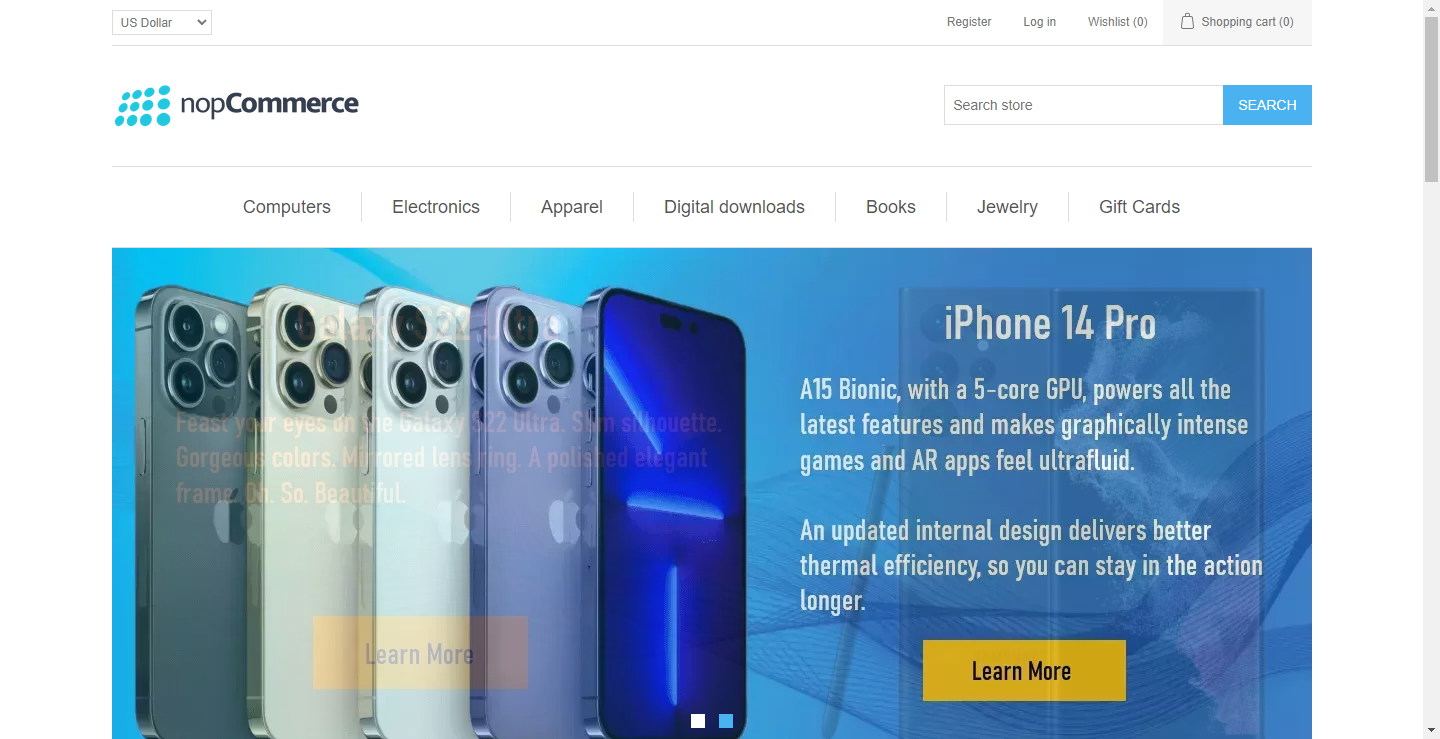 US Dollar
Register
Log in
Wishlist (0)
Shopping cart (0)
nopCommerce
Search store
SEARCH
Computers
Electronics
Apparel
Digital downloads
Books
Jewelry
Gift Cards
Galaxy S22 Ultra
Feast your eyes on the Galaxy S22 Ultra. Slim silhouette.
Gorgeous colors. Mirrored lens ring. A polished elegant
frame. Oh. So. Beautiful.
Learn More
iPhone 14 Pro
A15 Bionic, with a 5-core GPU, powers all the
latest features and makes graphically intense
games and AR apps feel ultrafluid.
An updated internal design delivers better
thermal efficiency, so you can stay in the action
longer.
Learn More